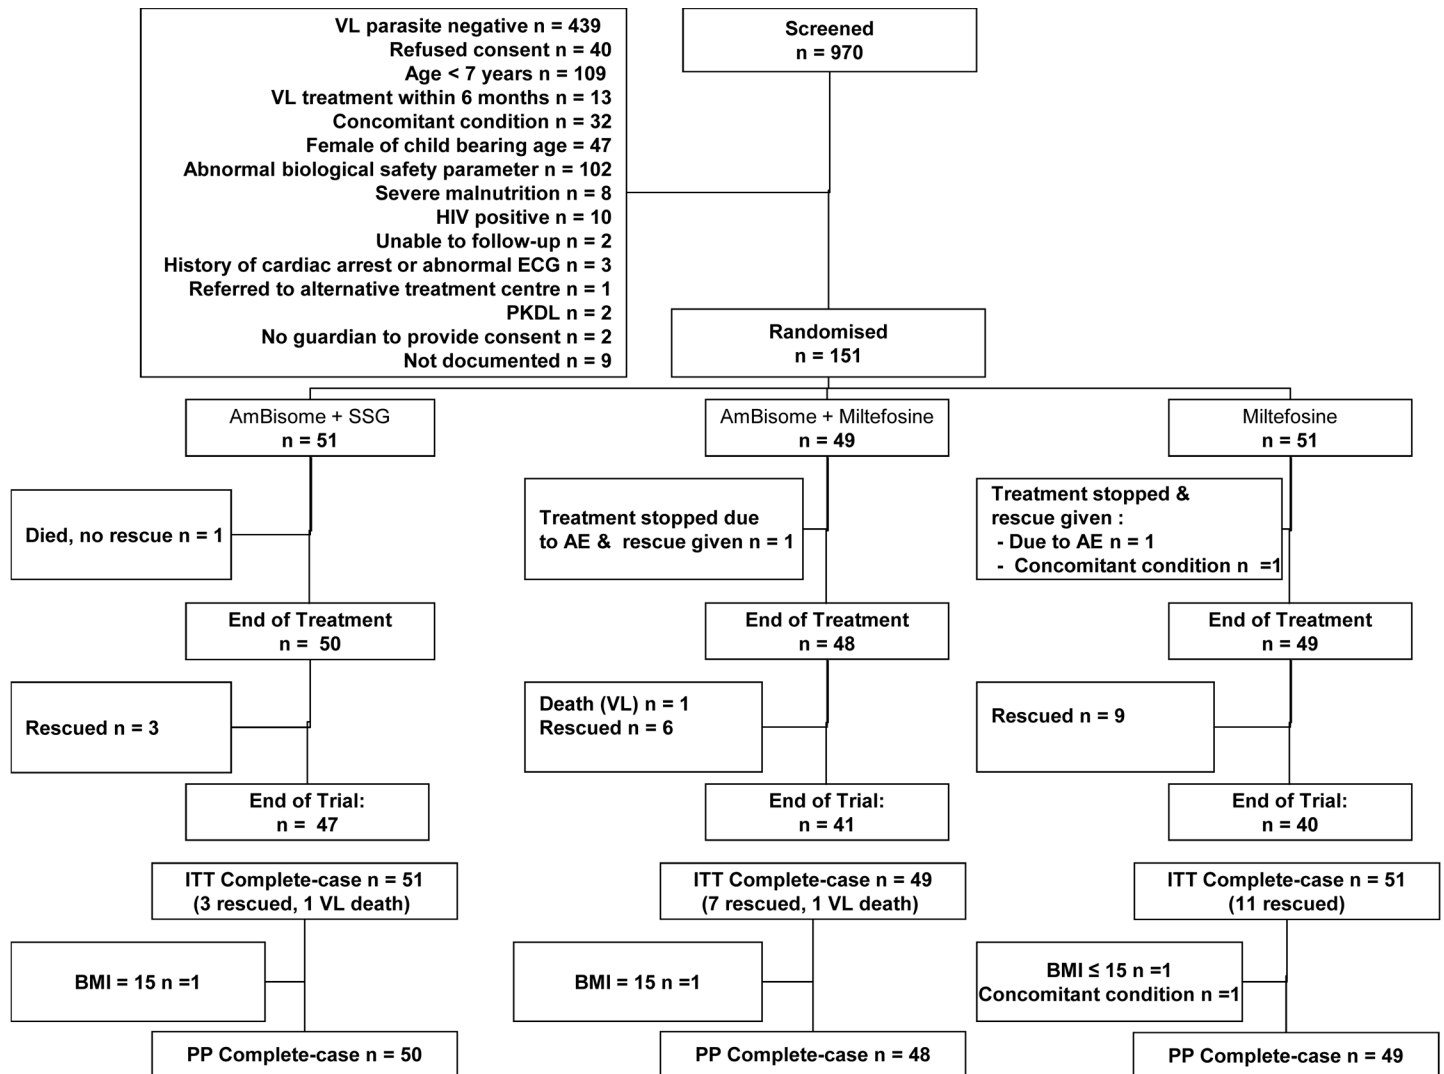 VL parasite negative n = 439
Refused consent n = 40
Age < 7 years n = 109
VL treatment within 6 months n = 13
Concomitant condition n = 32
Female of child bearing age = 47
Abnormal biological safety parameter n = 102
Severe malnutrition n = 8
HIV positive n = 10
Unable to follow-up n = 2
History of cardiac arrest or abnormal ECG n = 3
Referred to alternative treatment centre n = 1
PKDL n = 2
No guardian to provide consent n = 2
Not documented n = 9
Screened
n = 970
Randomised
n = 151
AmBisome + SSG
n = 51
AmBisome + Miltefosine
n = 49
Miltefosine
n = 51
Died, no rescue n = 1
Treatment stopped due
to AE & rescue given n = 1
Treatment stopped &
rescue given :
- Due to AE n = 1
- Concomitant condition n =1
End of Treatment
n = 50
End of Treatment
n = 48
End of Treatment
n = 49
Rescued n = 3
Death (VL) n = 1
Rescued n = 6
Rescued n = 9
End of Trial:
n = 47
End of Trial:
n = 41
End of Trial:
n = 40
ITT Complete-case n = 51
(3 rescued, 1 VL death)
ITT Complete-case n = 49
(7 rescued, 1 VL death)
ITT Complete-case n = 51
(11 rescued)
BMI = 15 n =1
BMI = 15 n =1
BMI ≤ 15 n =1
Concomitant condition n =1
PP Complete-case n = 50
PP Complete-case n = 48
PP Complete-case n = 49